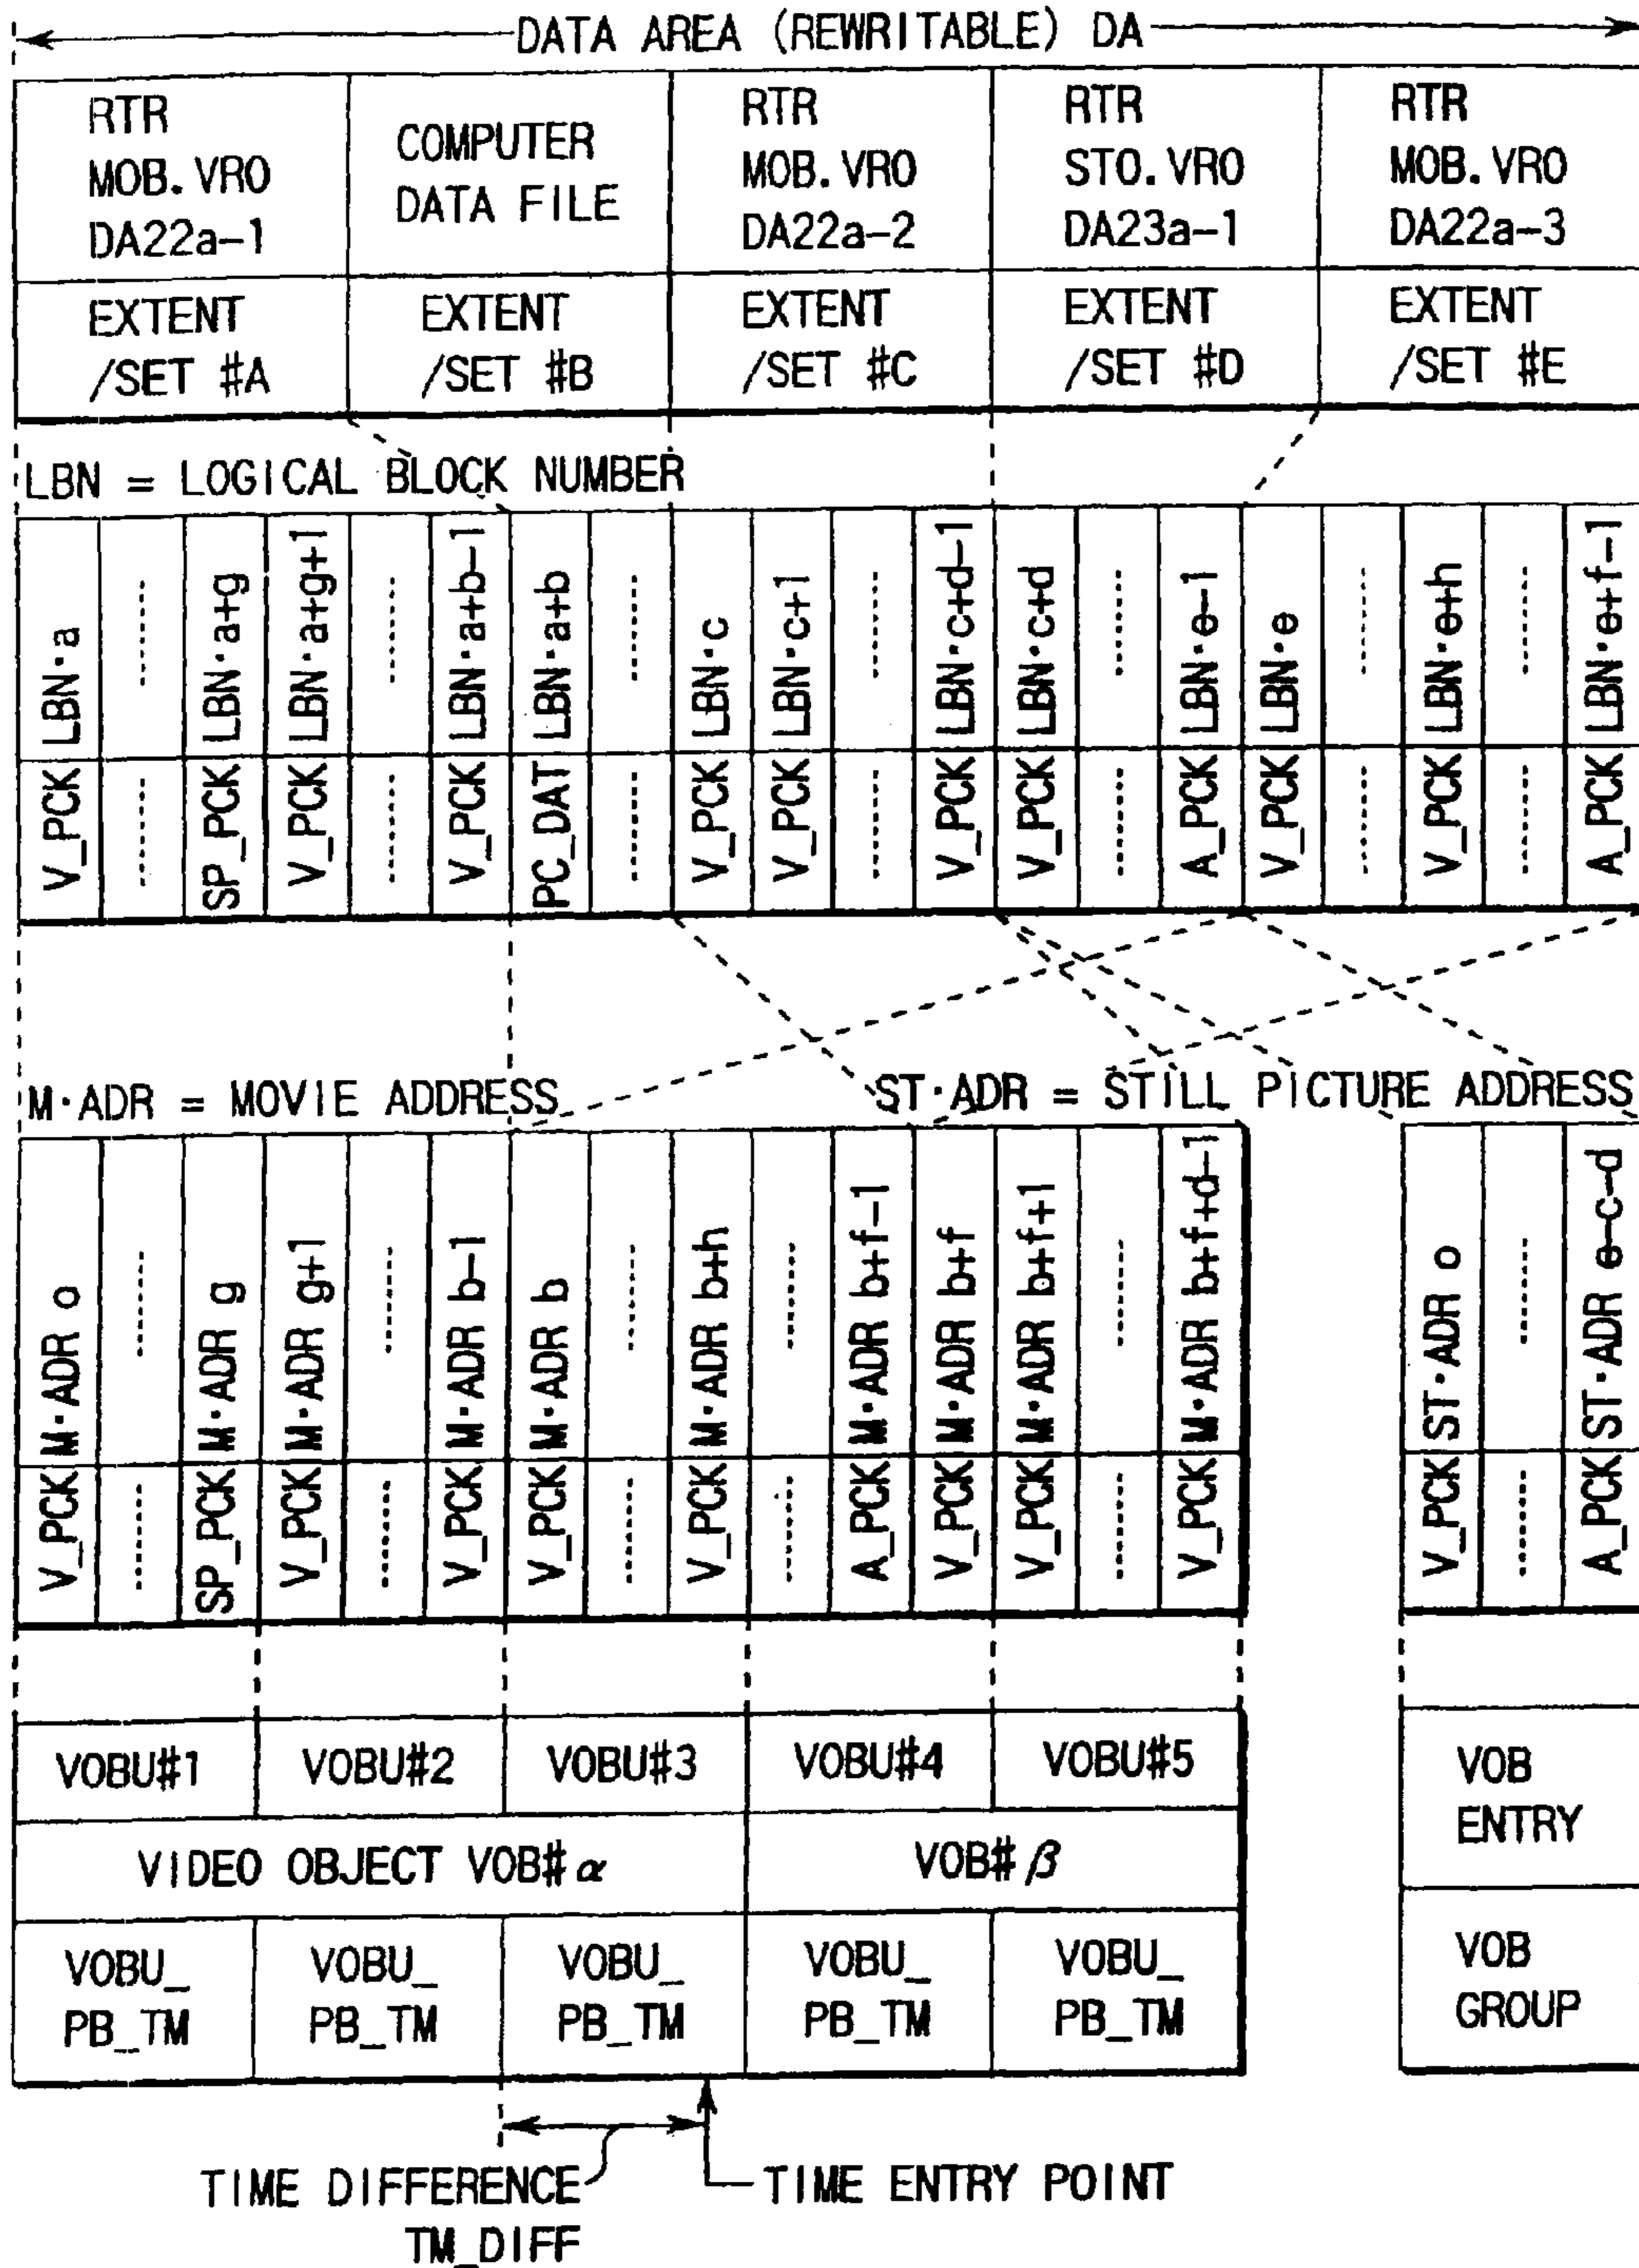 DATA AREA (REWRITABLE) DA
RTR
MOB.VRO
DA22a-1
COMPUTER
DATA FILE
RTR
MOB.VRO
DA22a-2
RTR
STO.VRO
DA23a-1
RTR
MOB.VRO
DA22a-3
EXTENT
/SET #A
EXTENT
/SET #B
EXTENT
/SET #C
EXTENT
/SET #D
EXTENT
/SET #E
LBN = LOGICAL BLOCK NUMBER
V_PCK LBN·a
SP_PCK LBN·a+g
V_PCK LBN·a+g+1
V_PCK LBN·a+b-1
PC_DAT LBN·a+b
V_PCK LBN·c
V_PCK LBN·c+1
V_PCK LBN·c+d-1
V_PCK LBN·c+d
A_PCK LBN·e-1
V_PCK LBN·e
V_PCK LBN·e+h
A_PCK LBN·e+f-1
M·ADR = MOVIE ADDRESS
ST·ADR = STILL PICTURE ADDRESS
V_PCK M·ADR o
SP_PCK M·ADR g
V_PCK M·ADR g+1
V_PCK M·ADR b-1
V_PCK M·ADR b
V_PCK M·ADR b+h
A_PCK M·ADR b+f-1
V_PCK M·ADR b+f
V_PCK M·ADR b+f+1
V_PCK M·ADR b+f+d-1
V_PCK ST·ADR o
A_PCK ST·ADR e-c-d
VOBU#1
VOBU#2
VOBU#3
VOBU#4
VOBU#5
VIDEO OBJECT VOB#α
VOB#β
VOBU_
PB_TM
VOBU_
PB_TM
VOBU_
PB_TM
VOBU_
PB_TM
VOBU_
PB_TM
VOB
ENTRY
VOB
GROUP
TIME DIFFERENCE
TM_DIFF
TIME ENTRY POINT